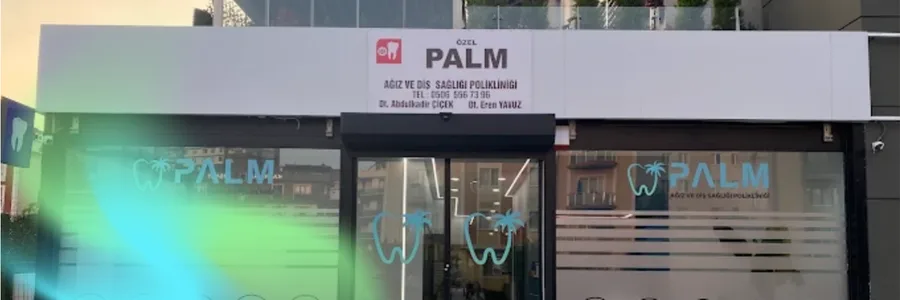 ÖZEL
PALM
AĞIZ VE DİŞ SAĞLIĞI POLİKLİNİĞİ
TEL : 0506 556 73 96
Dt. Abdulkadir ÇİÇEK Dt. Eren YAVUZ
PALM
PALM
AĞIZ VE DİŞ SAĞLIĞI POLİKLİNİĞİ